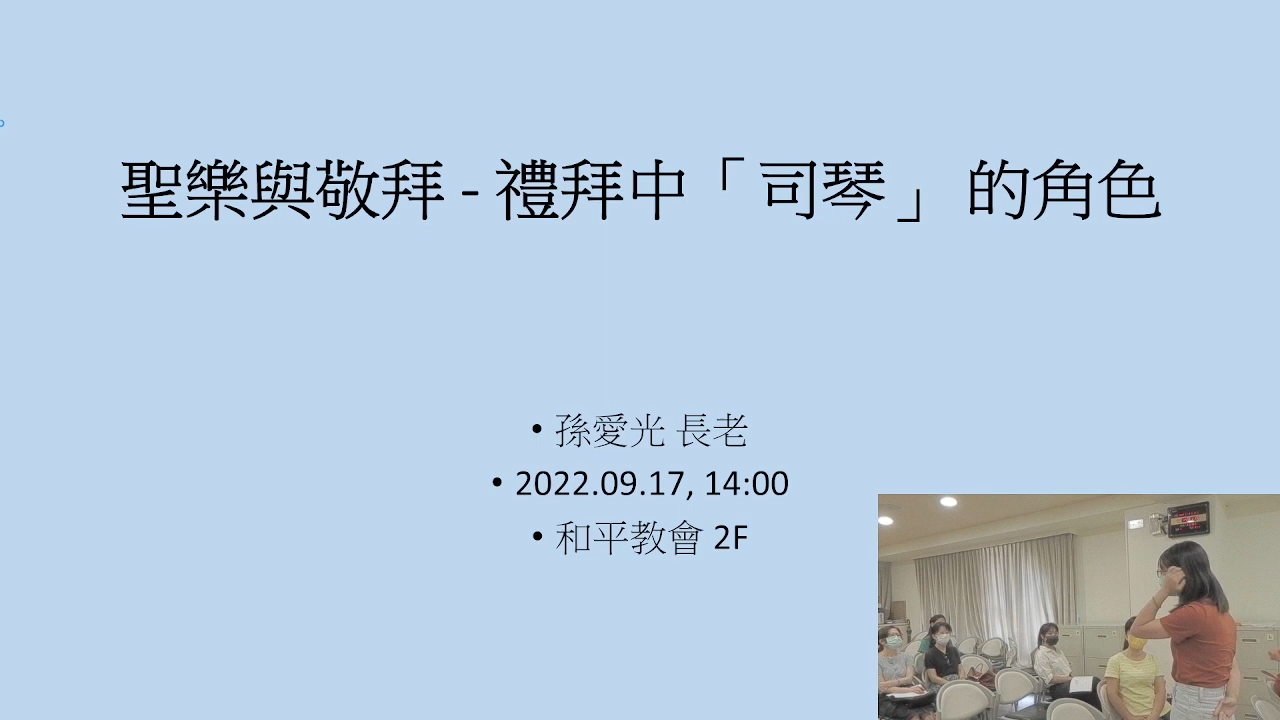 聖樂與敬拜 - 禮拜中「司琴」的角色
• 孫愛光 長老
• 2022.09.17, 14:00
• 和平教會 2F